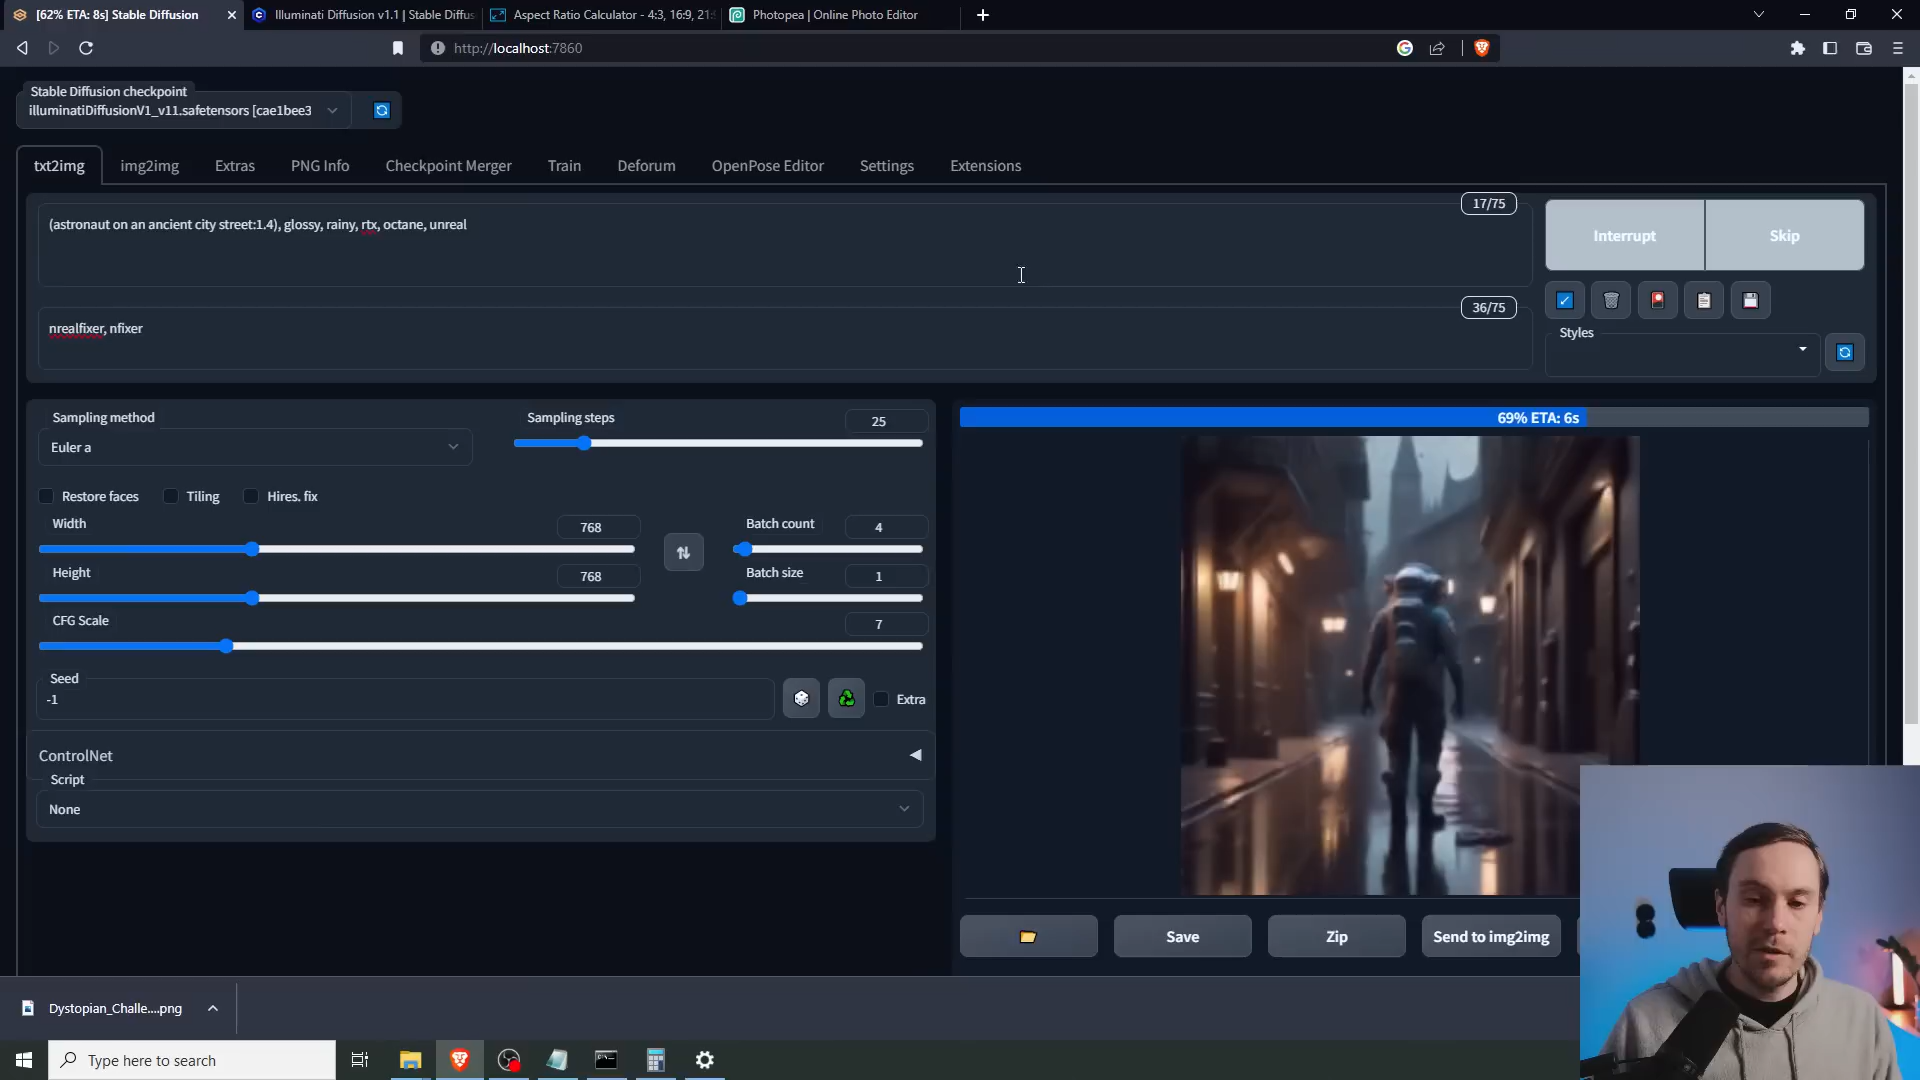 [62% ETA: 8s] Stable Diffusion
Illuminati Diffusion v1.1 | Stable Diffus
Aspect Ratio Calculator - 4:3, 16:9, 21:
Photopea | Online Photo Editor
http://localhost:7860
Stable Diffusion checkpoint
illuminatiDiffusionV1_v11.safetensors [cae1bee3
txt2img
img2img
Extras
PNG Info
Checkpoint Merger
Train
Deforum
OpenPose Editor
Settings
Extensions
17/75
(astronaut on an ancient city street:1.4), glossy, rainy, rtx, octane, unreal
Interrupt
Skip
36/75
nrealfixer, nfixer
Styles
Sampling method
Euler a
Sampling steps
25
69% ETA: 6s
Restore faces
Tiling
Hires. fix
Width
768
Batch count
4
Height
768
Batch size
1
CFG Scale
7
Seed
-1
Extra
ControlNet
Script
None
Save
Zip
Send to img2img
Dystopian_Challe....png
Type here to search